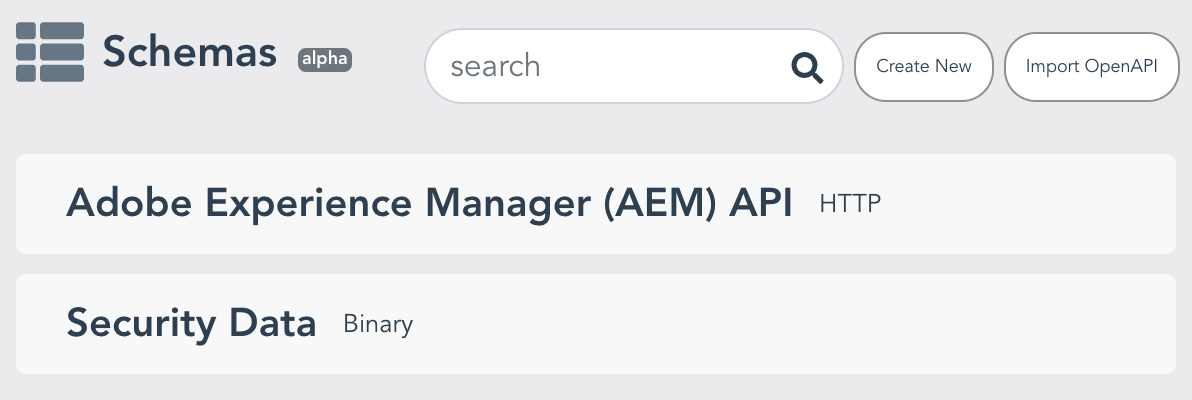 Schemas alpha
search
Create New
Import OpenAPI
Adobe Experience Manager (AEM) API HTTP
Security Data Binary